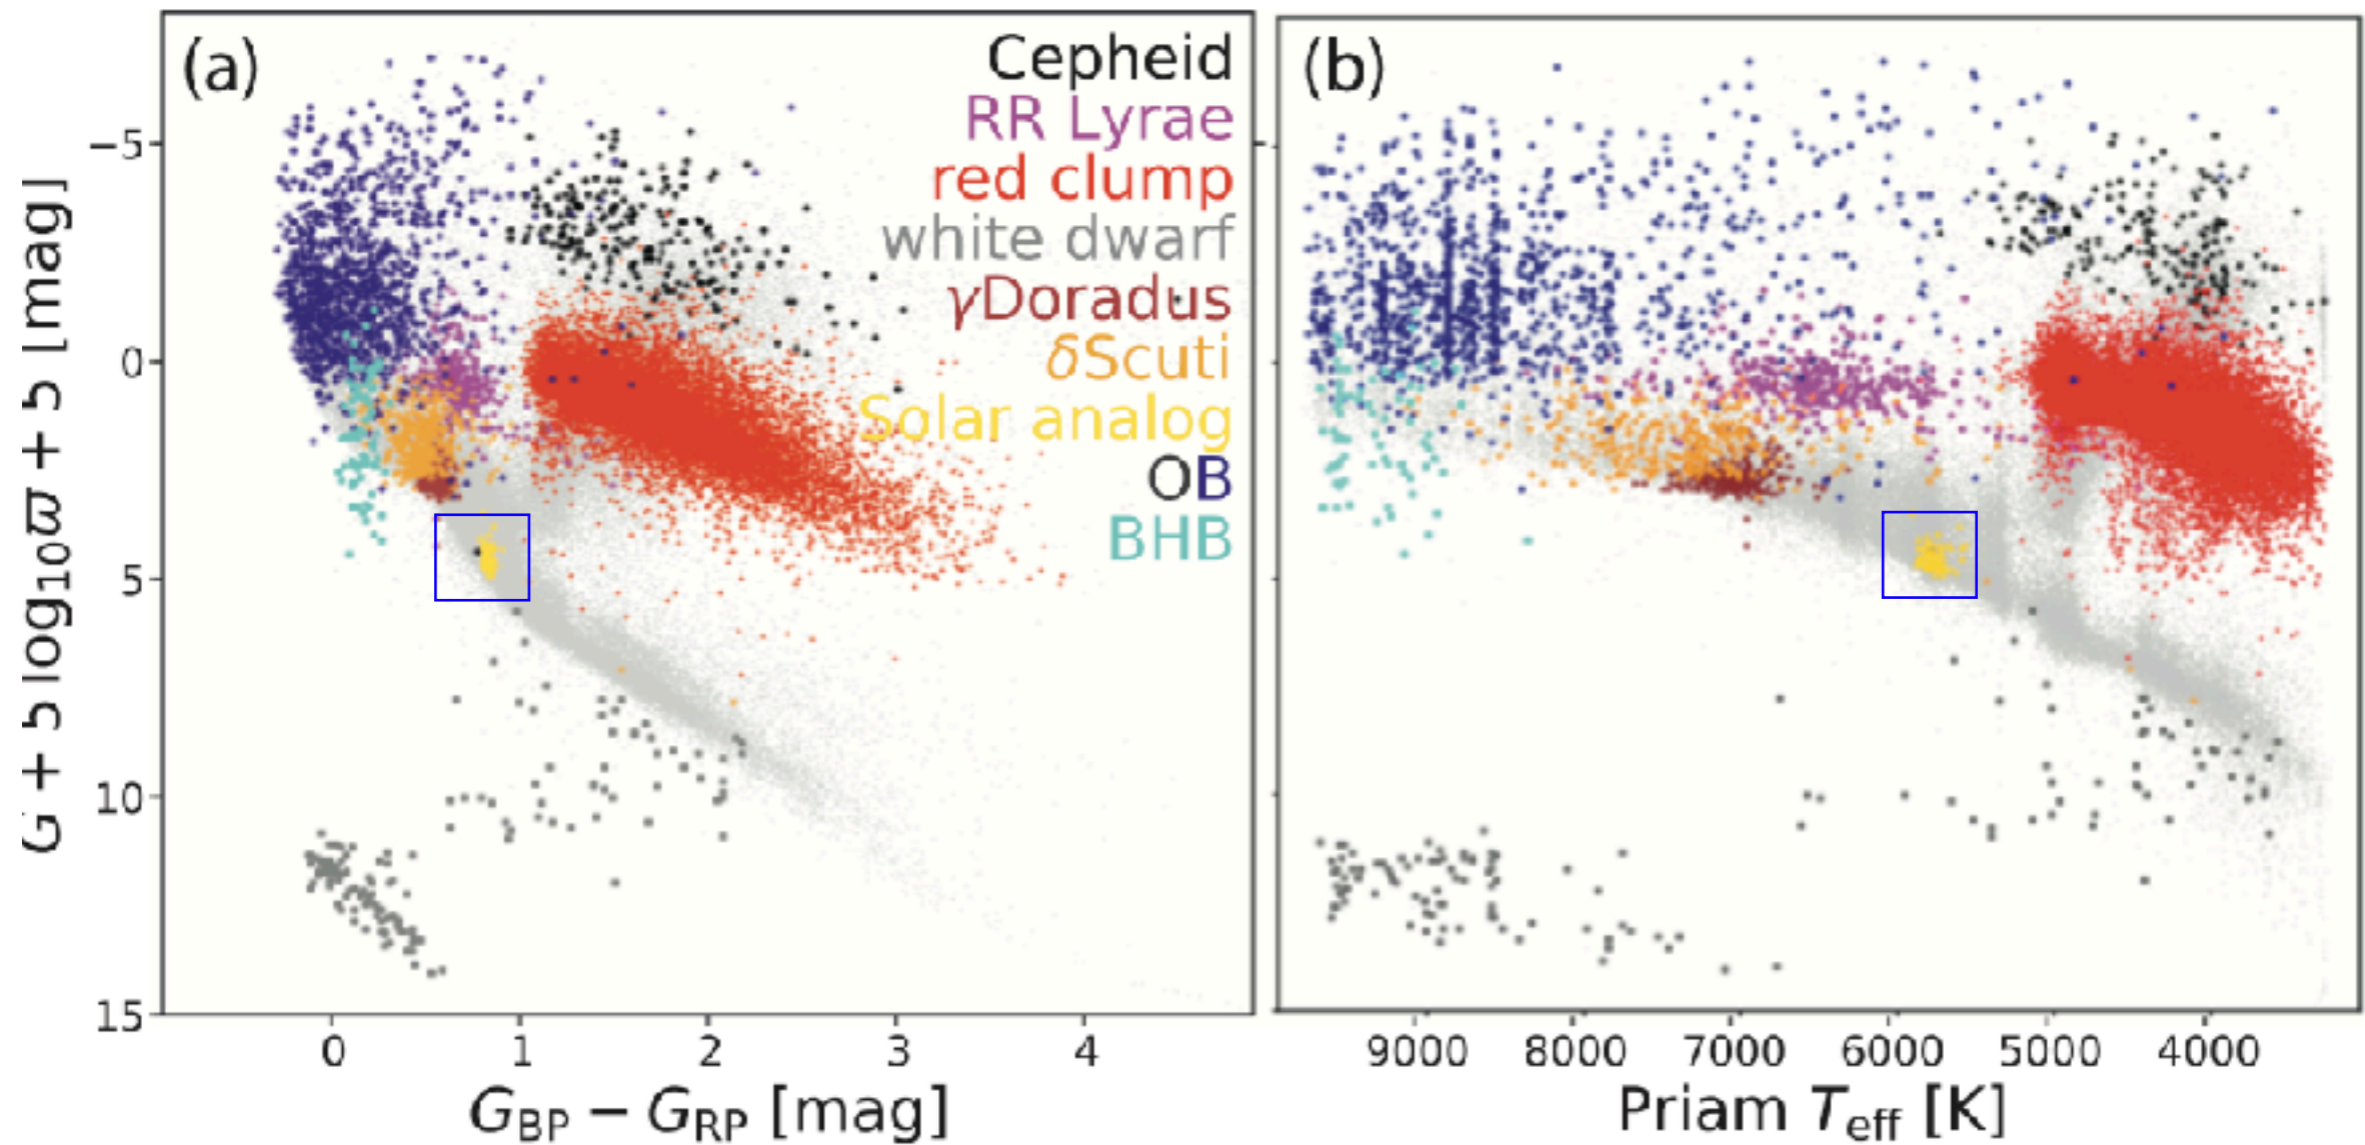 (a)
Cepheid
RR Lyrae
red clump
white dwarf
γDoradus
δScuti
Solar analog
OB
BHB
(b)
G + 5 log₁₀ϖ + 5 [mag]
−5
0
5
10
15
0 1 2 3 4
G_BP − G_RP [mag]
9000 8000 7000 6000 5000 4000
Priam T_eff [K]